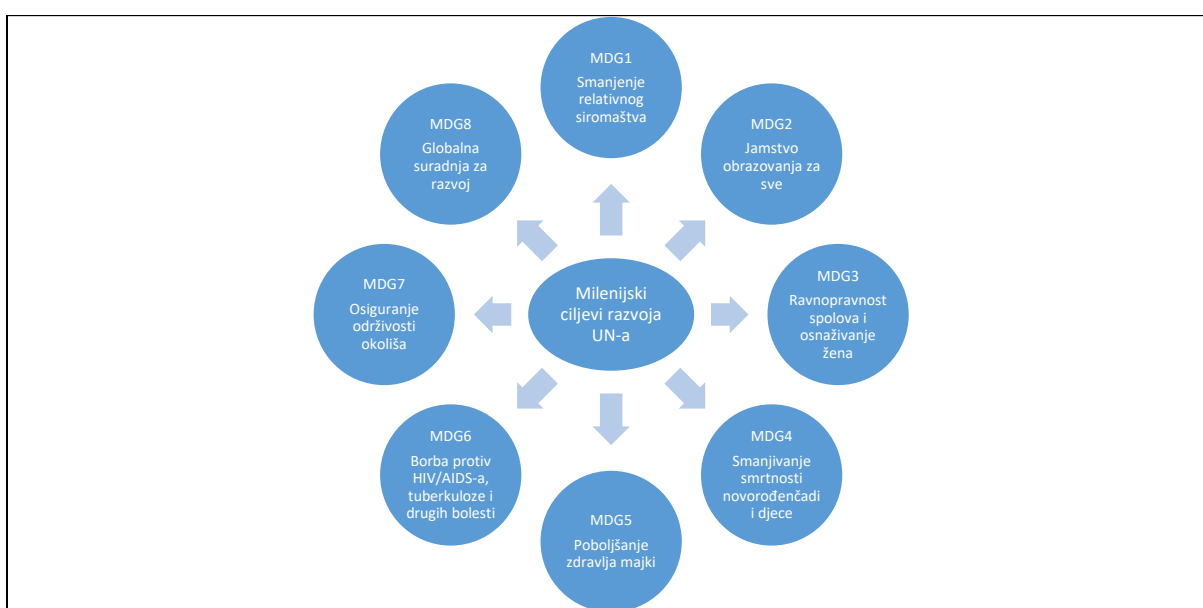 MDG1
Smanjenje
relativnog
siromaštva
MDG2
Jamstvo
obrazovanja za
sve
MDG3
Ravnopravnost
spolova i
osnaživanje
žena
MDG4
Smanjivanje
smrtnosti
novorođenčadi
i djece
MDG5
Poboljšanje
zdravlja majki
MDG6
Borba protiv
HIV/AIDS-a,
tuberkuloze i
drugih bolesti
MDG7
Osiguranje
održivosti
okoliša
MDG8
Globalna
suradnja za
razvoj
Milenijski
ciljevi razvoja
UN-a